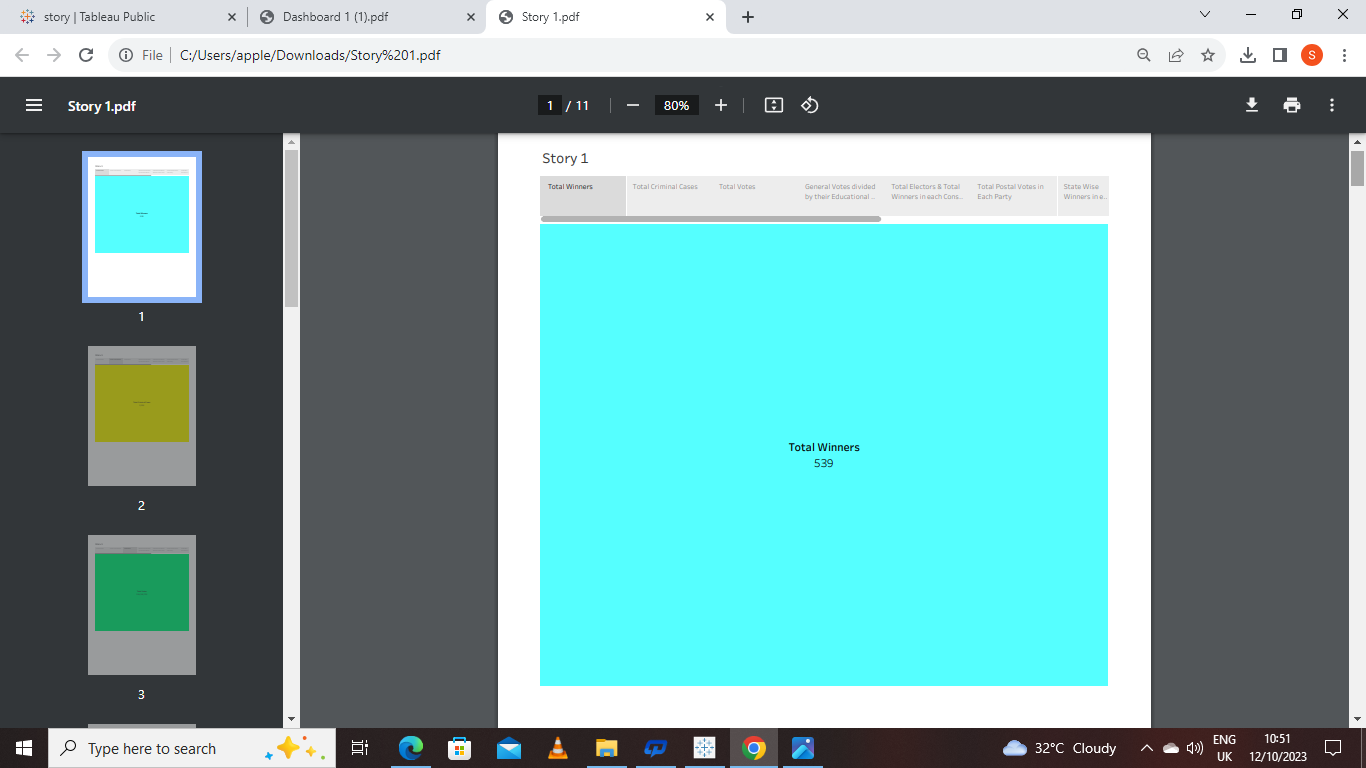 story | Tableau Public
Dashboard 1 (1).pdf
Story 1.pdf
File
C:/Users/apple/Downloads/Story%201.pdf
S
Story 1.pdf
1 / 11
80%
1
2
3
Story 1
Total Winners
Total Criminal Cases
Total Votes
General Votes divided
by their Educational ..
Total Electors & Total
Winners in each Cons..
Total Postal Votes in
Each Party
State Wise
Winners in e..
Total Winners
539
Type here to search
32°C Cloudy
ENG
UK
10:51
12/10/2023